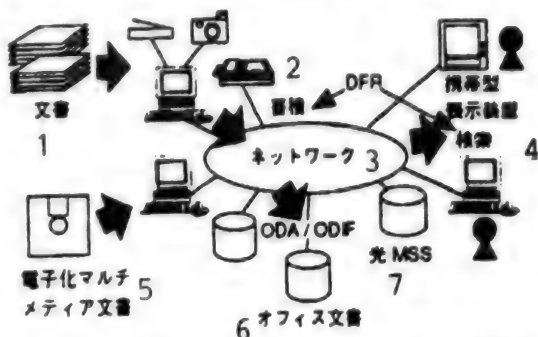 2
DFR
携帯型
表示装置
検索 4
文書
1
ネットワーク 3
ODA / ODIF
光 MSS
7
電子化マルチ
メディア文書 5
6 オフィス文書